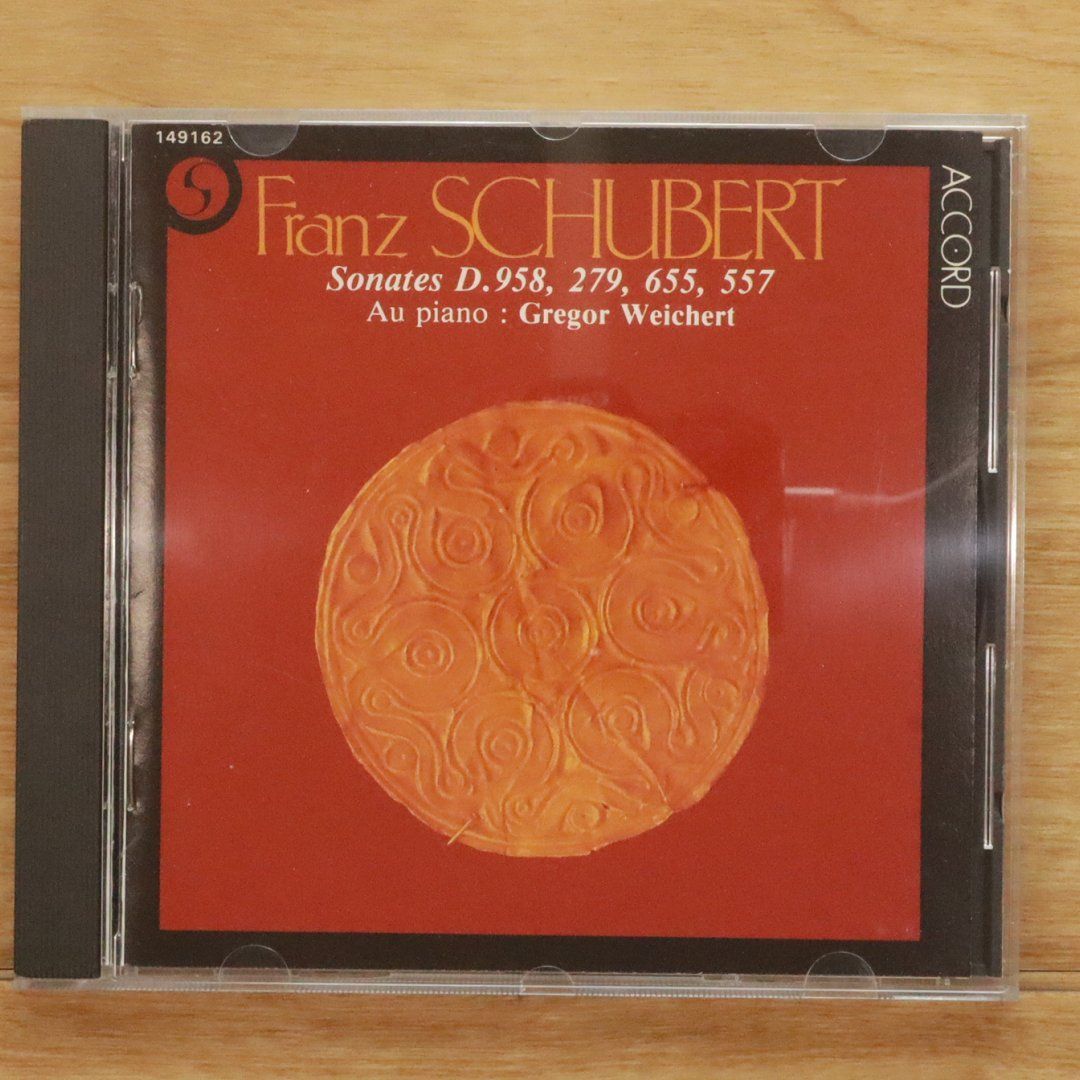 149162
Franz SCHUBERT
Sonates D.958, 279, 655, 557
Au piano : Gregor Weichert
ACCORD